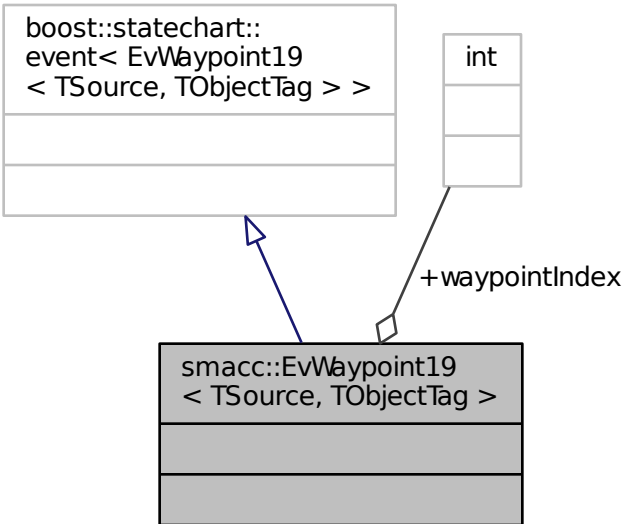 boost::statechart::
event< EvWaypoint19
< TSource, TObjectTag > >
int
+waypointIndex
smacc::EvWaypoint19
< TSource, TObjectTag >